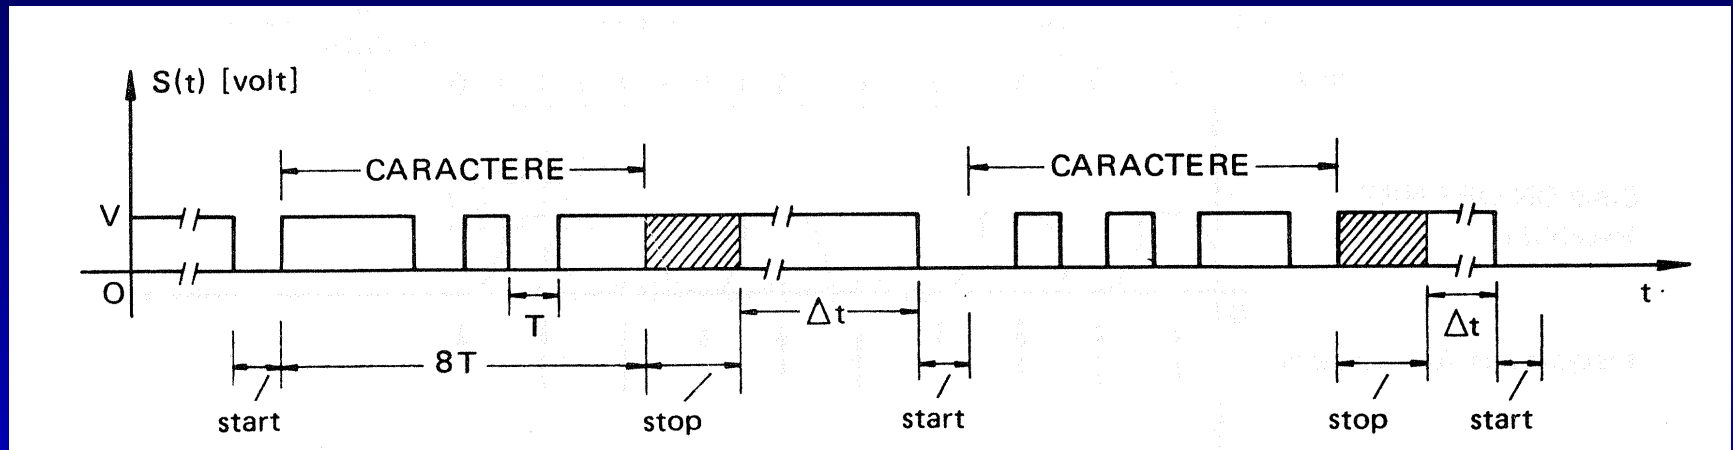 S(t) [volt]
CARACTERE
CARACTERE
V
O
T
Δt
t
Δt
8T
start
stop
start
stop
start